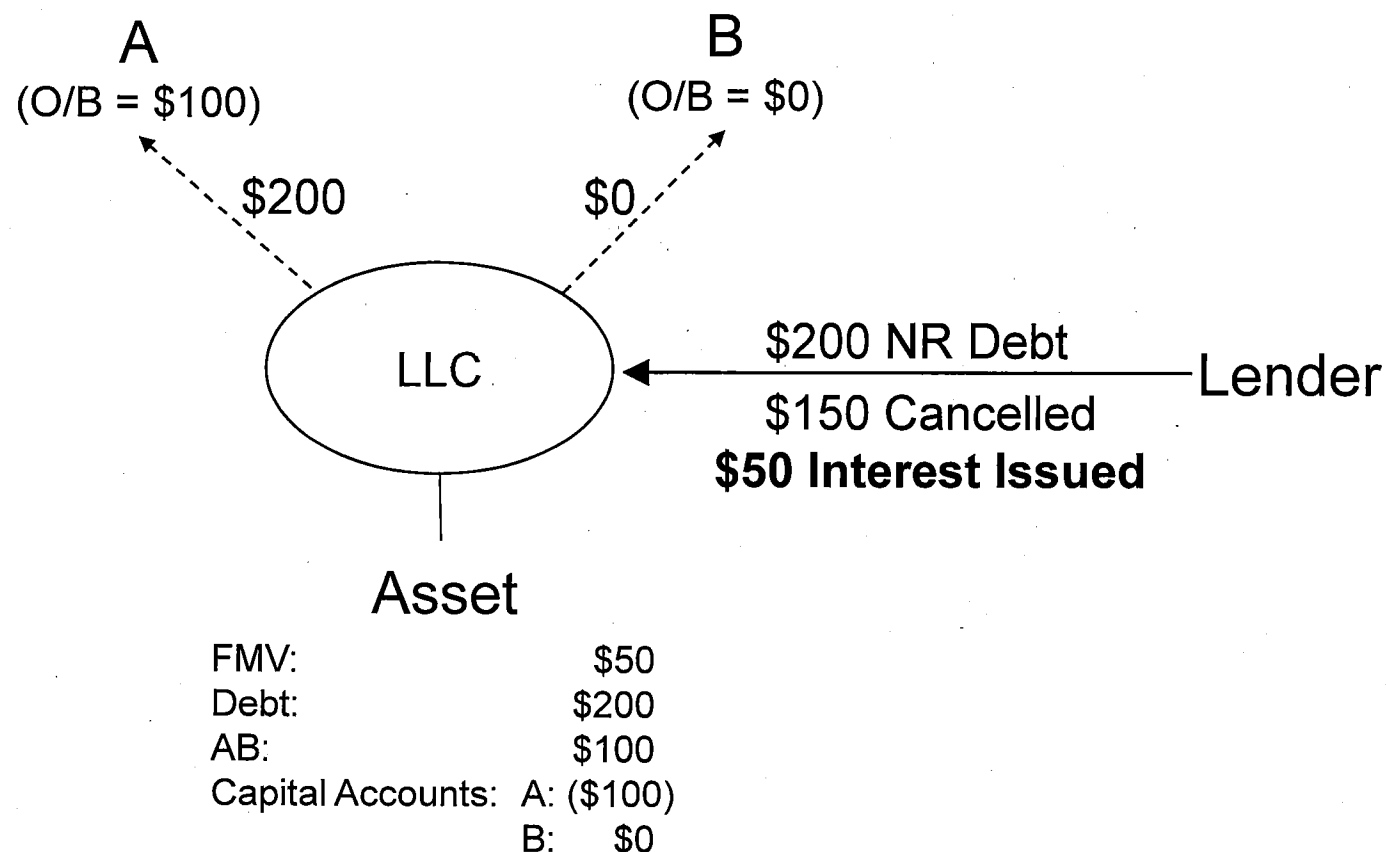 A
B
(O/B = $100)
(O/B = $0)
$200
$0
LLC
$200 NR Debt
$150 Cancelled
$50 Interest Issued
Lender
Asset
FMV: $50
Debt: $200
AB: $100
Capital Accounts: A: ($100)
B: $0